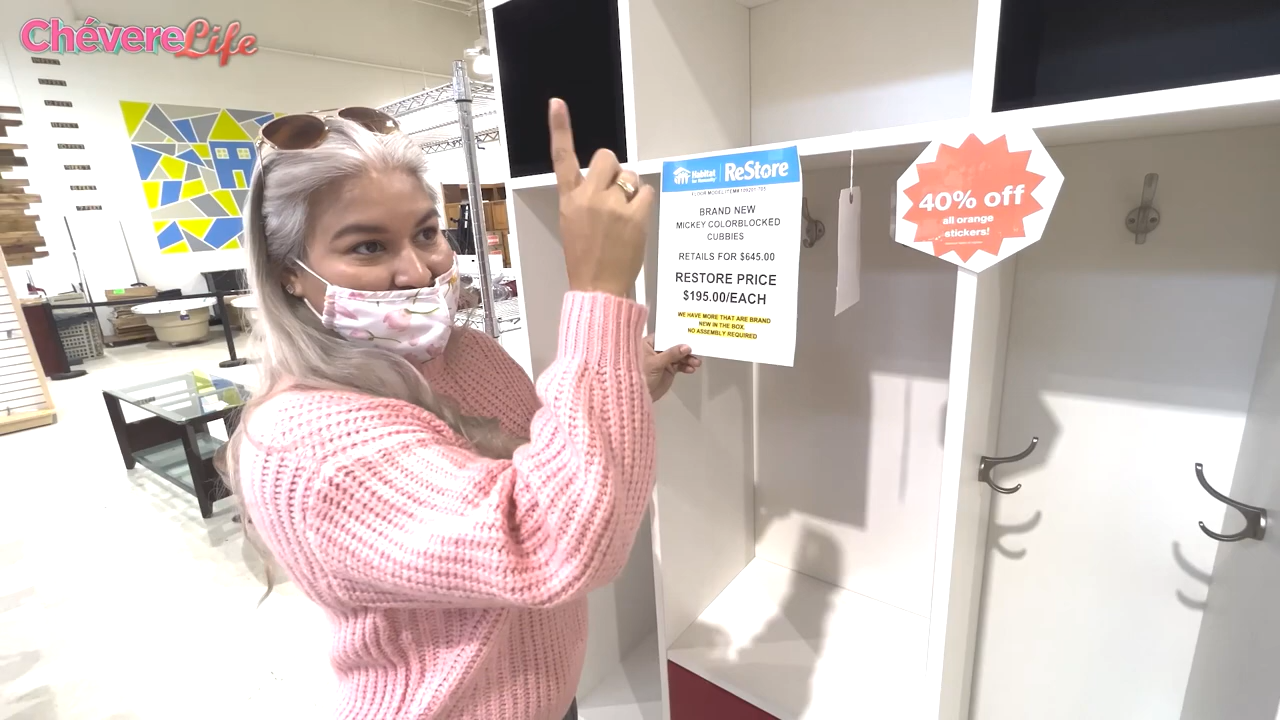 ChévereLife
Habitat for Humanity
ReStore
BRAND NEW
MICKEY COLORBLOCKED
CUBBIES
RETAILS FOR $645.00
RESTORE PRICE
$195.00/EACH
WE HAVE MORE THAT ARE BRAND
NEW IN THE BOX.
NO ASSEMBLY REQUIRED
40% off
all orange
stickers!